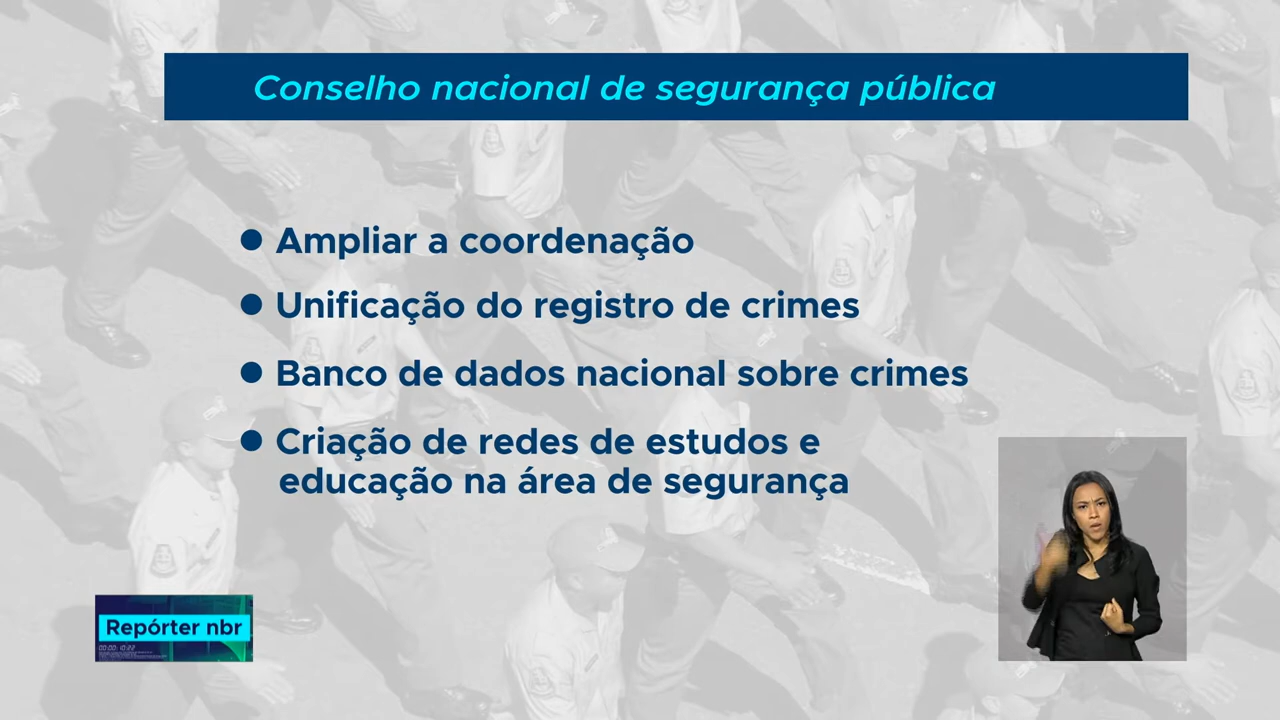 Conselho nacional de segurança pública
● Ampliar a coordenação
● Unificação do registro de crimes
● Banco de dados nacional sobre crimes
● Criação de redes de estudos e
educação na área de segurança
Repórter nbr